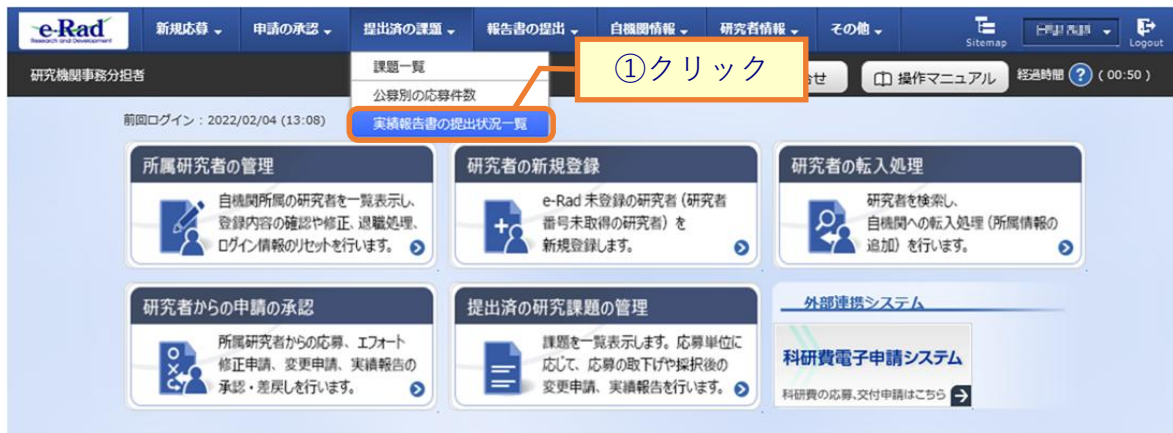 e-Rad
Research and Development
新規応募
申請の承認
提出済の課題
報告書の提出
自機関情報
研究者情報
その他
Sitemap
Logout
研究機関事務分担者
課題一覧
公募別の応募件数
実績報告書の提出状況一覧
①クリック
せ
操作マニュアル
経過時間 ? ( 00:50 )
前回ログイン : 2022/02/04 (13:08)
所属研究者の管理
自機関所属の研究者を一覧表示し、
登録内容の確認や修正、退職処理、
ログイン情報のリセットを行います。
研究者の新規登録
e-Rad 未登録の研究者 (研究者
番号未取得の研究者) を
新規登録します。
研究者の転入処理
研究者を検索し、
自機関への転入処理 (所属情報の
追加) を行います。
研究者からの申請の承認
所属研究者からの応募、エフォート
修正申請、変更申請、実績報告の
承認・差戻しを行います。
提出済の研究課題の管理
課題を一覧表示します。応募単位に
応じて、応募の取下げや採択後の
変更申請、実績報告を行います。
外部連携システム
科研費電子申請システム
科研費の応募、交付申請はこちら